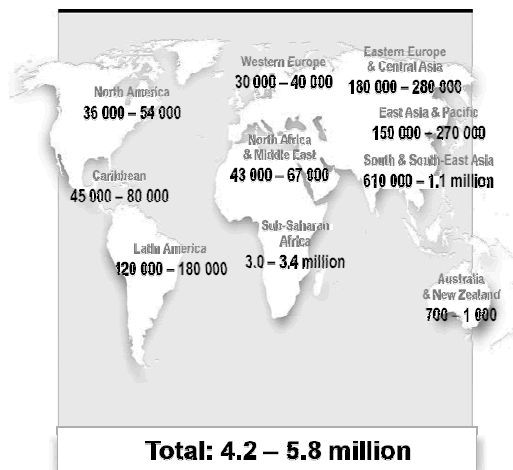 Western Europe
30 000 – 40 000
Eastern Europe
& Central Asia
180 000 – 280 000
North America
36 000 – 54 000
East Asia & Pacific
150 000 – 270 000
North Africa
& Middle East
43 000 – 67 000
South & South-East Asia
610 000 – 1.1 million
Caribbean
45 000 – 80 000
Sub-Saharan
Africa
3.0 – 3.4 million
Latin America
120 000 – 180 000
Australia
& New Zealand
700 – 1 000
Total: 4.2 – 5.8 million